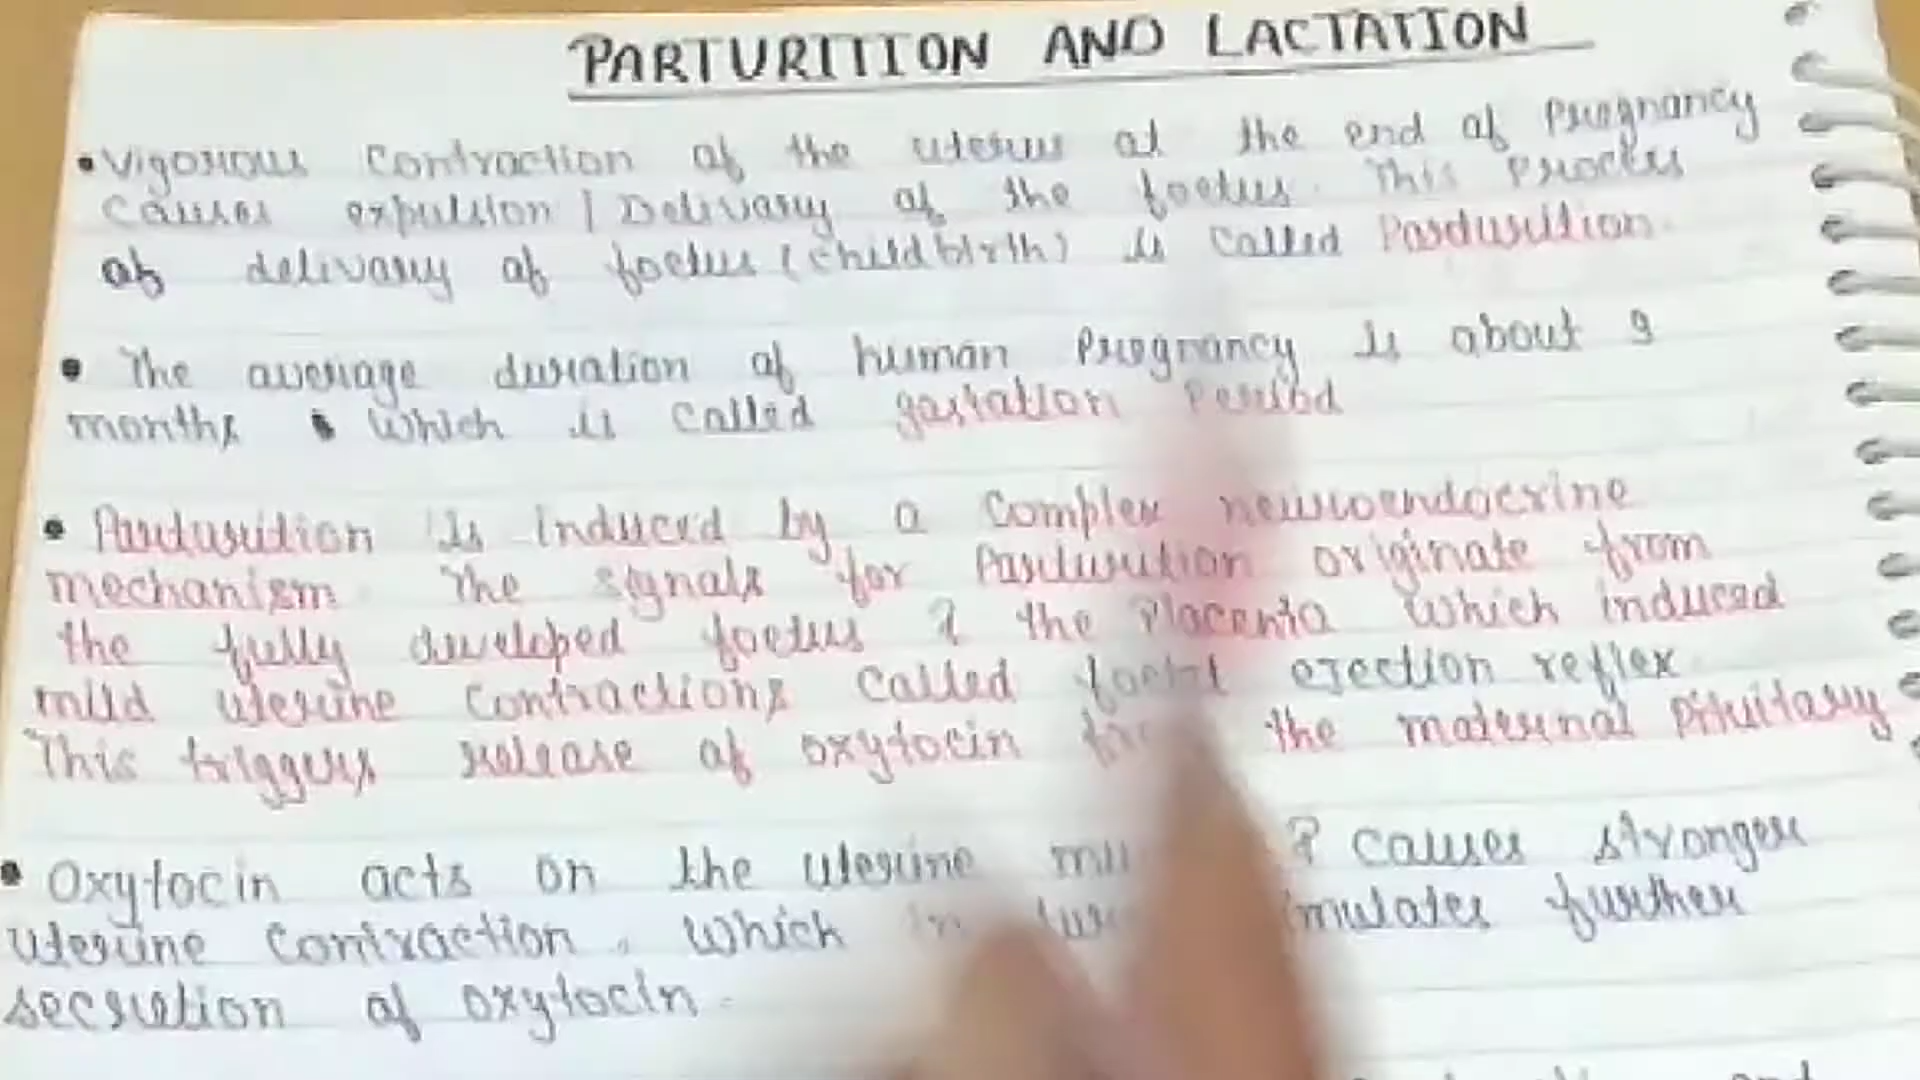 PARTURITION AND LACTATION
• Vigorous Contraction of the uterus at the end of Pregnancy
Causes expulsion / Delivary of the foetus. This Process
of delivary of foetus (childbirth) is Called Parturition.
• The average duration of human Pregnancy is about 9
months which is called gastation Period
• Parturition is induced by a Complex neuroendocrine
mechanism. The signals for Parturition originate from
the fully developed foetus & the Placenta which induced
mild uterine Contractions Called foetal ejection reflex.
This triggers release of oxytocin the maternal Pituitary
• Oxytocin acts on the uterine & causes stronger
uterine Contraction, which in further
secretion of oxytocin.
and